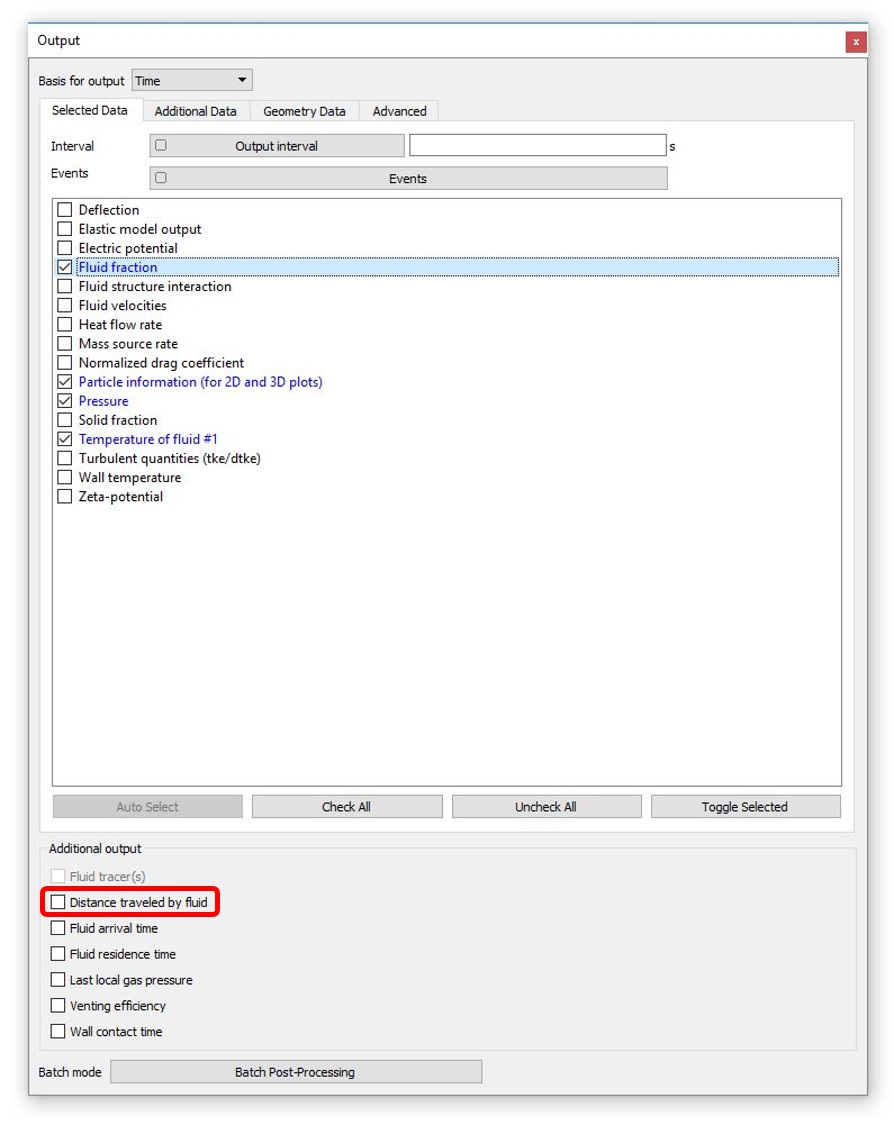 Output
x
Basis for output Time
Selected Data Additional Data Geometry Data Advanced
Interval Output interval s
Events Events
Deflection
Elastic model output
Electric potential
Fluid fraction
Fluid structure interaction
Fluid velocities
Heat flow rate
Mass source rate
Normalized drag coefficient
Particle information (for 2D and 3D plots)
Pressure
Solid fraction
Temperature of fluid #1
Turbulent quantities (tke/dtke)
Wall temperature
Zeta-potential
Auto Select Check All Uncheck All Toggle Selected
Additional output
Fluid tracer(s)
Distance traveled by fluid
Fluid arrival time
Fluid residence time
Last local gas pressure
Venting efficiency
Wall contact time
Batch mode Batch Post-Processing